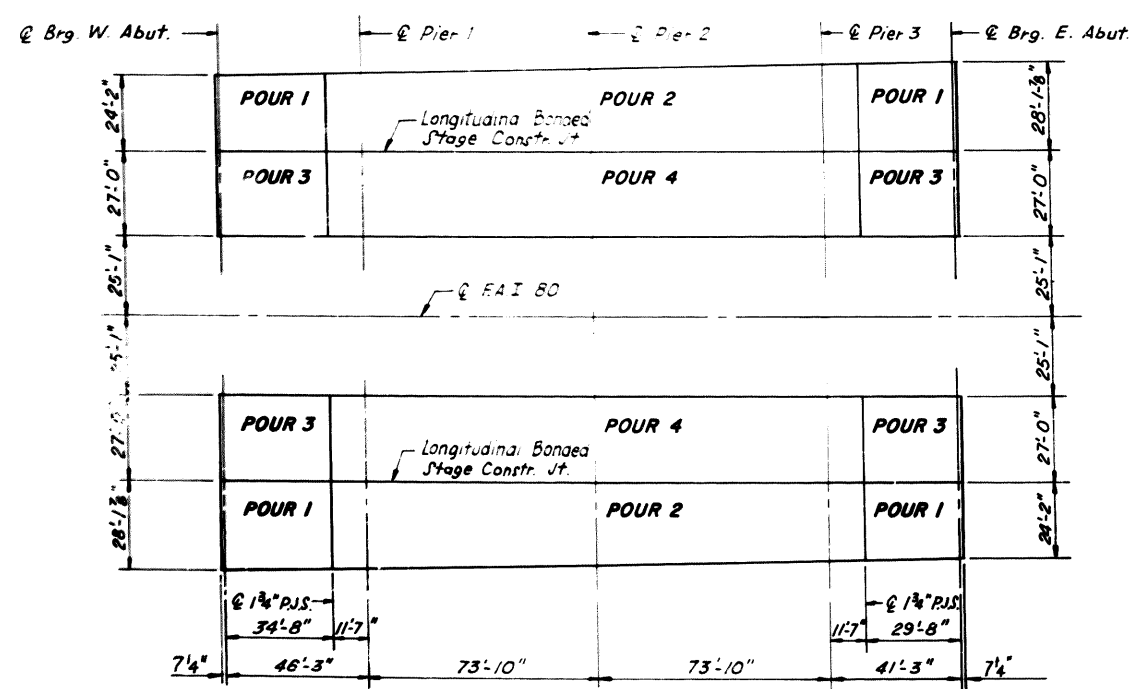 ℄ Brg. W. Abut.
℄ Pier 1
℄ Pier 2
℄ Pier 3
℄ Brg. E. Abut.
24'-2"
POUR 1
POUR 2
POUR 1
28'-1⅞"
Longitudinal Bonded
Stage Constr. Jt.
27'-0"
POUR 3
POUR 4
POUR 3
27'-0"
25'-1"
25'-1"
℄ F.A.I 80
25'-1"
25'-1"
27'-0"
POUR 3
POUR 4
POUR 3
27'-0"
Longitudinal Bonded
Stage Constr. Jt.
28'-1⅞"
POUR 1
POUR 2
POUR 1
24'-2"
℄ 1¾" P.J.S.
℄ 1¾" P.J.S.
34'-8"
11'-7"
11'-7"
29'-8"
7¼"
46'-3"
73'-10"
73'-10"
41'-3"
7¼"